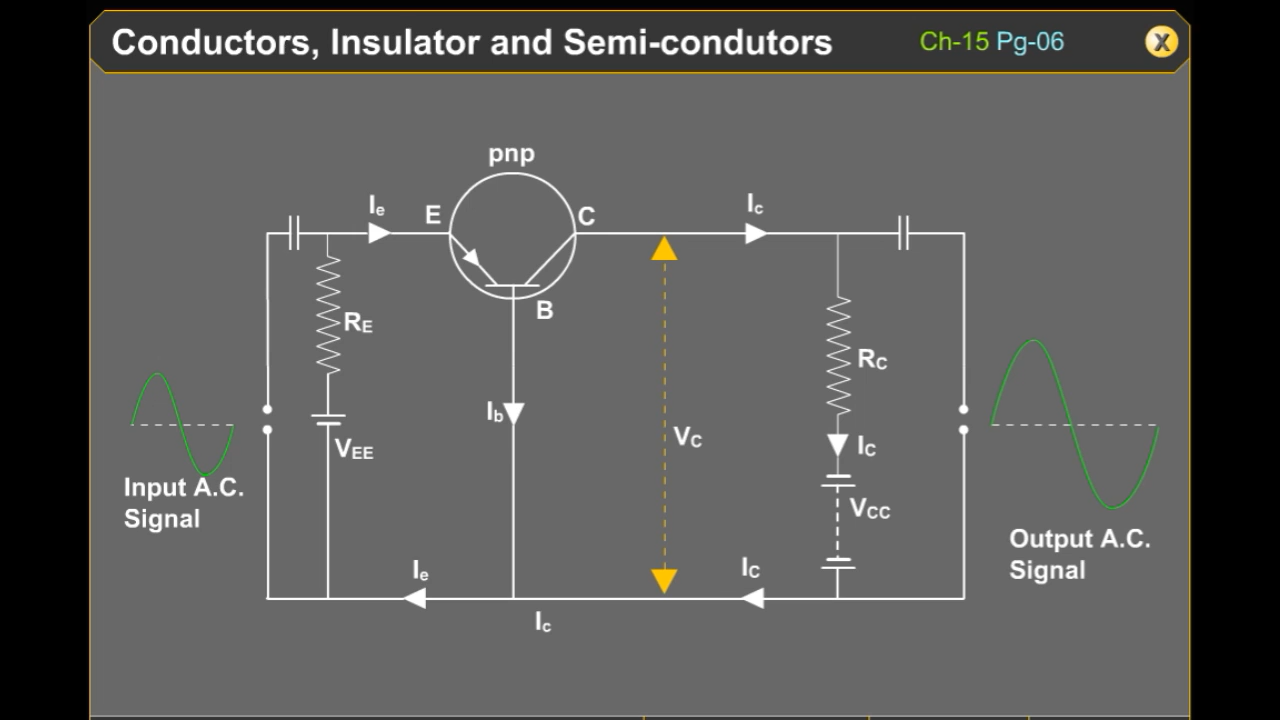 Conductors, Insulator and Semi-condutors
Ch-15 Pg-06
X
pnp
Ie
E
C
Ic
B
RE
RC
Ib
VEE
VC
IC
VCC
Input A.C.
Signal
Output A.C.
Signal
Ie
IC
Ic